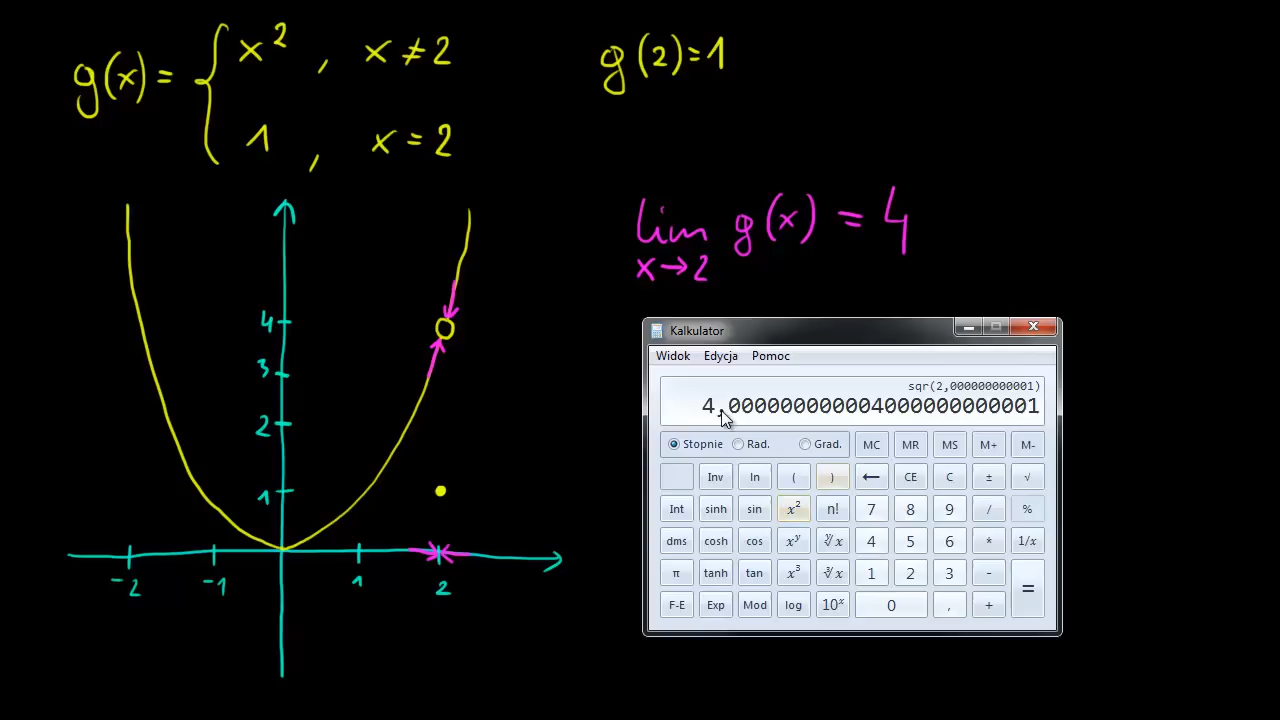 g(x) = { x² , x ≠ 2
1 , x = 2
g(2) = 1
lim g(x) = 4
x → 2
4
3
2
1
-2 -1 1 2
Kalkulator
Widok Edycja Pomoc
sqr(2,000000000001)
4,000000000004000000000001
Stopnie Rad. Grad. MC MR MS M+ M-
Inv ln ( ) ← CE C ± √
Int sinh sin x² n! 7 8 9 / %
dms cosh cos xʸ ʸ√x 4 5 6 * 1/x
π tanh tan x³ ³√x 1 2 3 - =
F-E Exp Mod log 10ˣ 0 , +